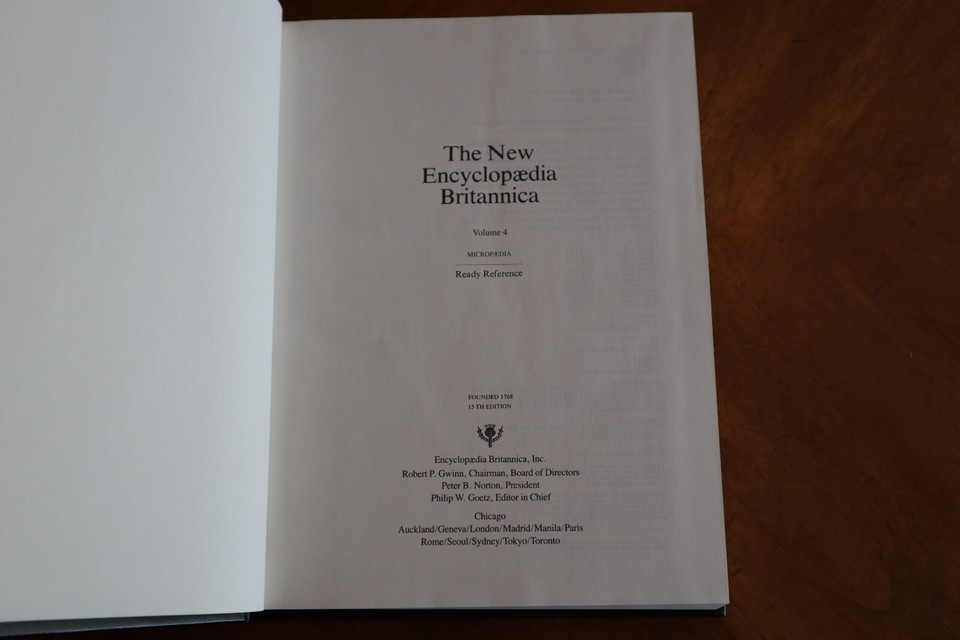 The New
Encyclopædia
Britannica
Volume 4
MICROPÆDIA
Ready Reference
FOUNDED 1768
15 TH EDITION
Encyclopædia Britannica, Inc.
Robert P. Gwinn, Chairman, Board of Directors
Peter B. Norton, President
Philip W. Goetz, Editor in Chief
Chicago
Auckland/Geneva/London/Madrid/Manila/Paris
Rome/Seoul/Sydney/Tokyo/Toronto